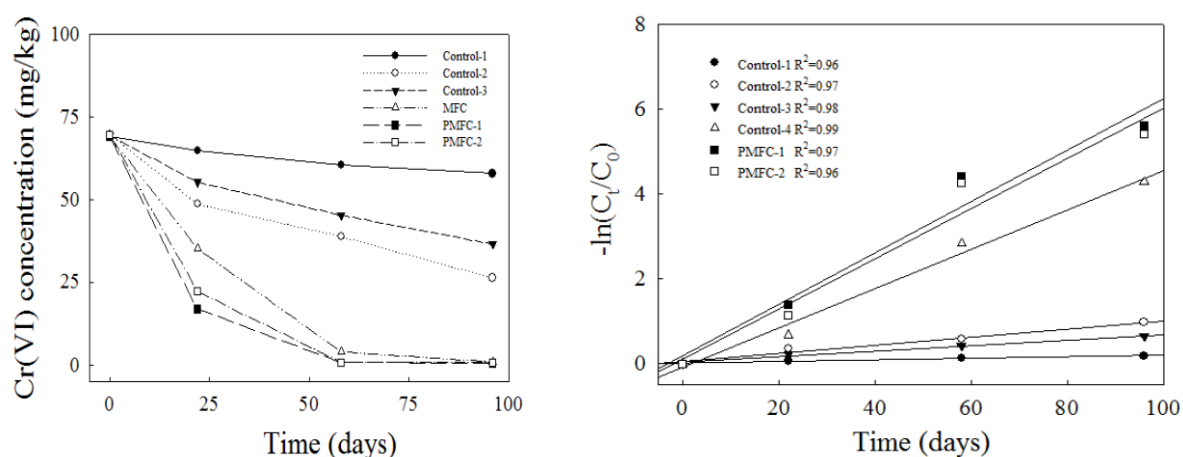 Cr(VI) concentration (mg/kg)
100
75
50
25
0
Control-1
Control-2
Control-3
MFC
PMFC-1
PMFC-2
0 25 50 75 100
Time (days)
-ln(Ct/C0)
8
6
4
2
0
Control-1 R²=0.96
Control-2 R²=0.97
Control-3 R²=0.98
Control-4 R²=0.99
PMFC-1 R²=0.97
PMFC-2 R²=0.96
0 20 40 60 80 100
Time (days)